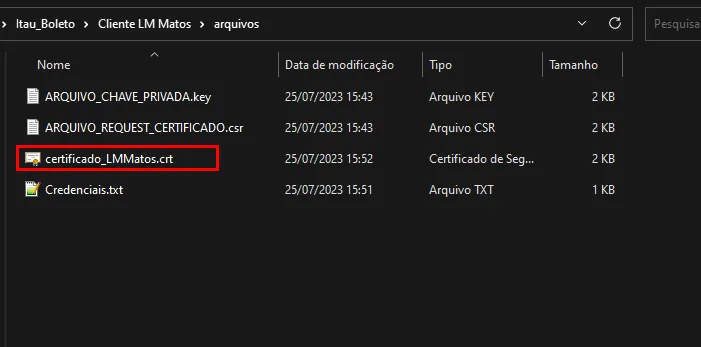 Itau_Boleto > Cliente LM Matos > arquivos
Pesquisa
Nome Data de modificação Tipo Tamanho
ARQUIVO_CHAVE_PRIVADA.key 25/07/2023 15:43 Arquivo KEY 2 KB
ARQUIVO_REQUEST_CERTIFICADO.csr 25/07/2023 15:43 Arquivo CSR 2 KB
certificado_LMMatos.crt 25/07/2023 15:52 Certificado de Seg... 2 KB
Credenciais.txt 25/07/2023 15:51 Arquivo TXT 1 KB